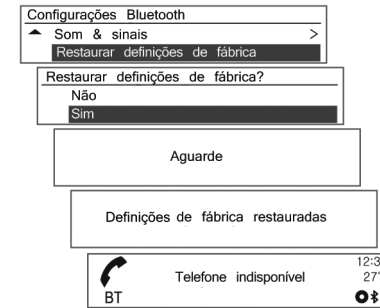 Configurações Bluetooth
Som & sinais >
Restaurar definições de fábrica
Restaurar definições de fábrica?
Não
Sim
Aguarde
Definições de fábrica restauradas
12:3
Telefone indisponível 27°
BT